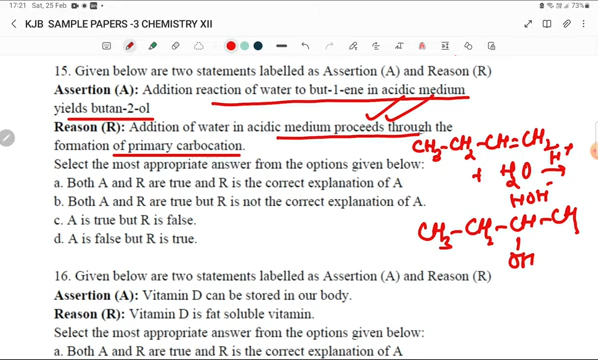 17:21 Sat, 25 Feb
73%
KJB SAMPLE PAPERS -3 CHEMISTRY XII
15. Given below are two statements labelled as Assertion (A) and Reason (R)
Assertion (A): Addition reaction of water to but-1-ene in acidic medium
yields butan-2-ol
Reason (R): Addition of water in acidic medium proceeds through the
formation of primary carbocation.
Select the most appropriate answer from the options given below:
a. Both A and R are true and R is the correct explanation of A
b. Both A and R are true but R is not the correct explanation of A.
c. A is true but R is false.
d. A is false but R is true.
CH3-CH2-CH=CH2
+ H2O H+ →
HOH
CH3-CH2-CH-CH3
OH
16. Given below are two statements labelled as Assertion (A) and Reason (R)
Assertion (A): Vitamin D can be stored in our body.
Reason (R): Vitamin D is fat soluble vitamin.
Select the most appropriate answer from the options given below:
a. Both A and R are true and R is the correct explanation of A